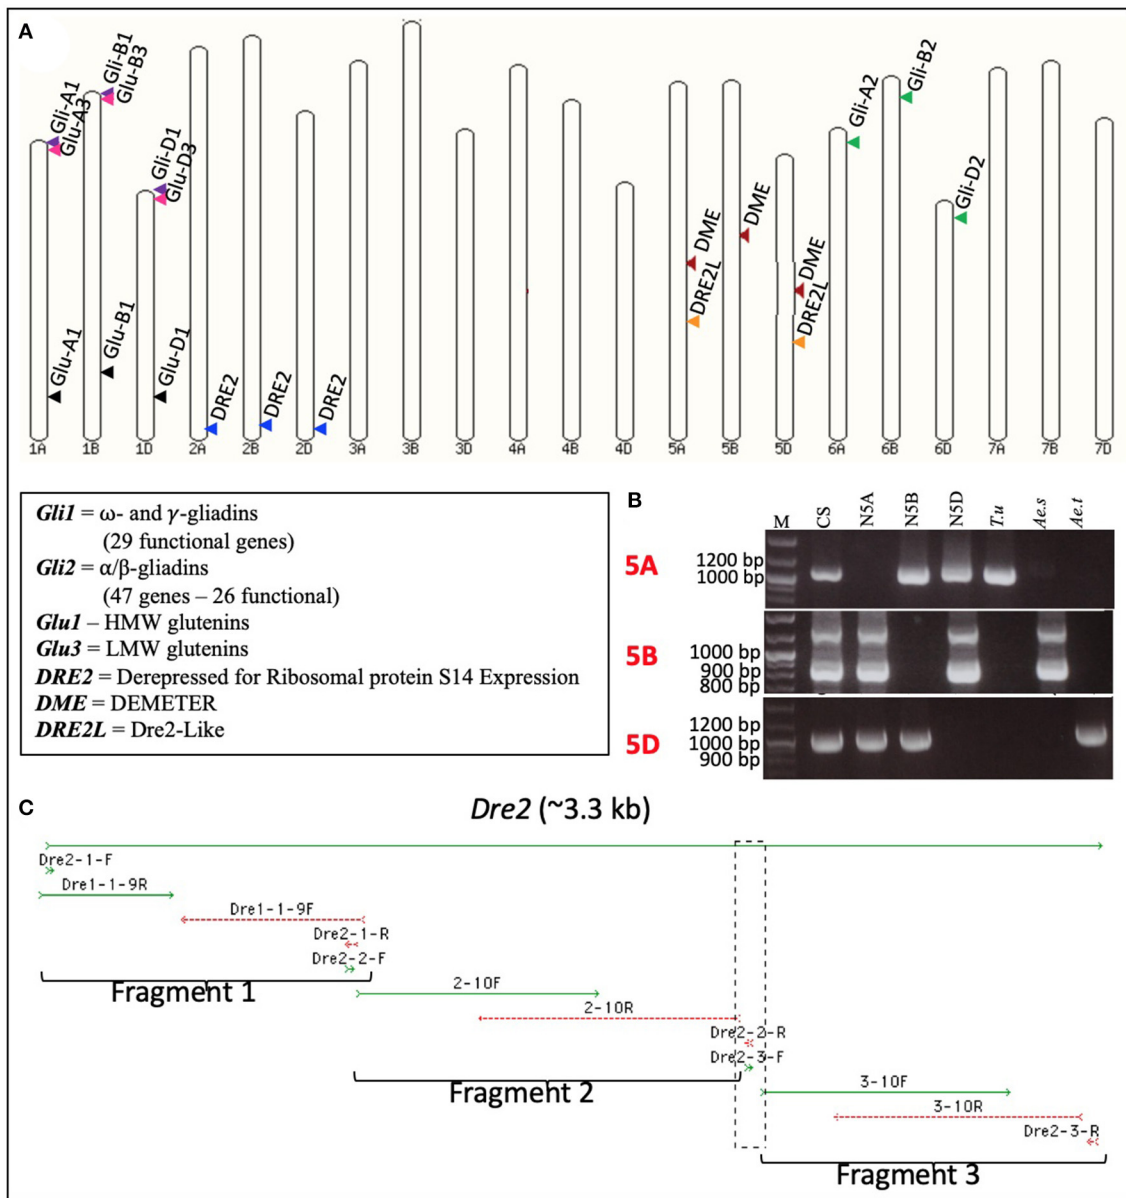 A
Gli-A1
Glu-A3
Gli-B1
Glu-B3
Gli-D1
Glu-D3
Glu-A1
Glu-B1
Glu-D1
DRE2
DRE2
DRE2
DME
DRE2L
DME
DME
DRE2L
Gli-A2
Gli-B2
Gli-D2
1A 1B 1D 2A 2B 2D 3A 3B 3D 4A 4B 4D 5A 5B 5D 6A 6B 6D 7A 7B 7D
Gli1 = ω- and γ-gliadins
(29 functional genes)
Gli2 = α/β-gliadins
(47 genes – 26 functional)
Glu1 – HMW glutenins
Glu3 = LMW glutenins
DRE2 = Derepressed for Ribosomal protein S14 Expression
DME = DEMETER
DRE2L = Dre2-Like
B
M CS N5A N5B N5D T.u Ae.s Ae.t
5A
1200 bp
1000 bp
5B
1000 bp
900 bp
800 bp
5D
1200 bp
1000 bp
900 bp
C
Dre2 (~3.3 kb)
Dre2-1-F
Dre1-1-9R
Dre1-1-9F
Dre2-1-R
Dre2-2-F
Fragment 1
2-10F
2-10R
Dre2-2-R
Dre2-3-F
Fragment 2
3-10F
3-10R
Dre2-3-R
Fragment 3